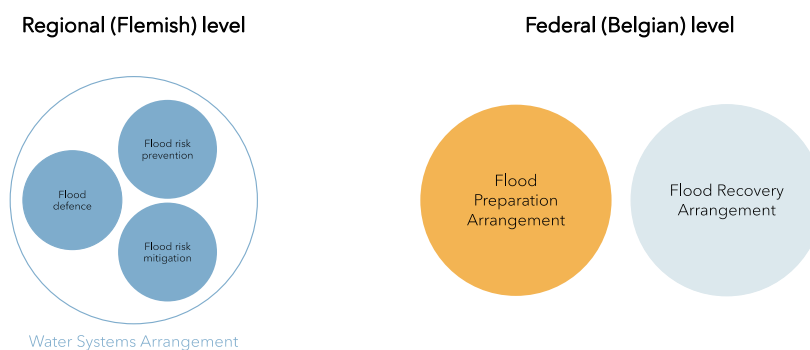 Regional (Flemish) level
Federal (Belgian) level
Flood risk
prevention
Flood
defence
Flood risk
mitigation
Water Systems Arrangement
Flood
Preparation
Arrangement
Flood Recovery
Arrangement